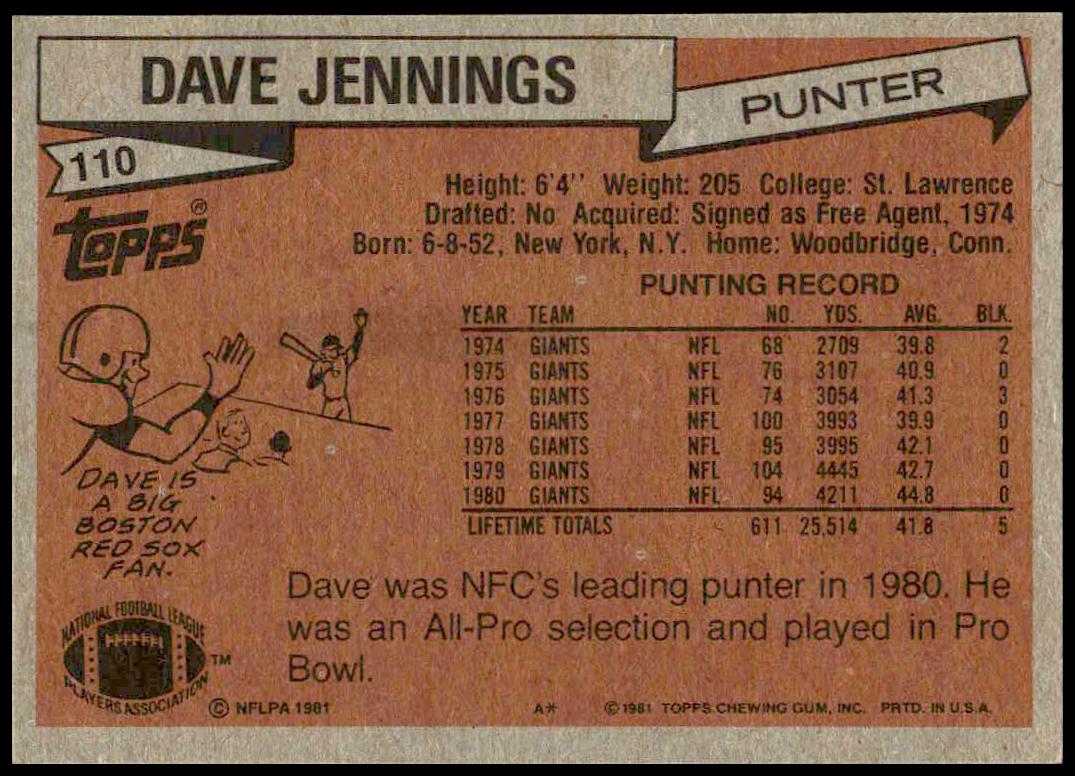 DAVE JENNINGS
PUNTER
110
TOPPS®
Height: 6'4'' Weight: 205 College: St. Lawrence
Drafted: No Acquired: Signed as Free Agent, 1974
Born: 6-8-52, New York, N.Y. Home: Woodbridge, Conn.
PUNTING RECORD
YEAR TEAM NO. YDS. AVG. BLK.
1974 GIANTS NFL 68 2709 39.8 2
1975 GIANTS NFL 76 3107 40.9 0
1976 GIANTS NFL 74 3054 41.3 3
1977 GIANTS NFL 100 3993 39.9 0
1978 GIANTS NFL 95 3995 42.1 0
1979 GIANTS NFL 104 4445 42.7 0
1980 GIANTS NFL 94 4211 44.8 0
LIFETIME TOTALS 611 25,514 41.8 5
DAVE IS
A BIG
BOSTON
RED SOX
FAN.
Dave was NFC's leading punter in 1980. He
was an All-Pro selection and played in Pro
Bowl.
NATIONAL FOOTBALL LEAGUE
PLAYERS ASSOCIATION
TM
© NFLPA 1981 A* © 1981 TOPPS CHEWING GUM, INC. PRTD. IN U.S.A.